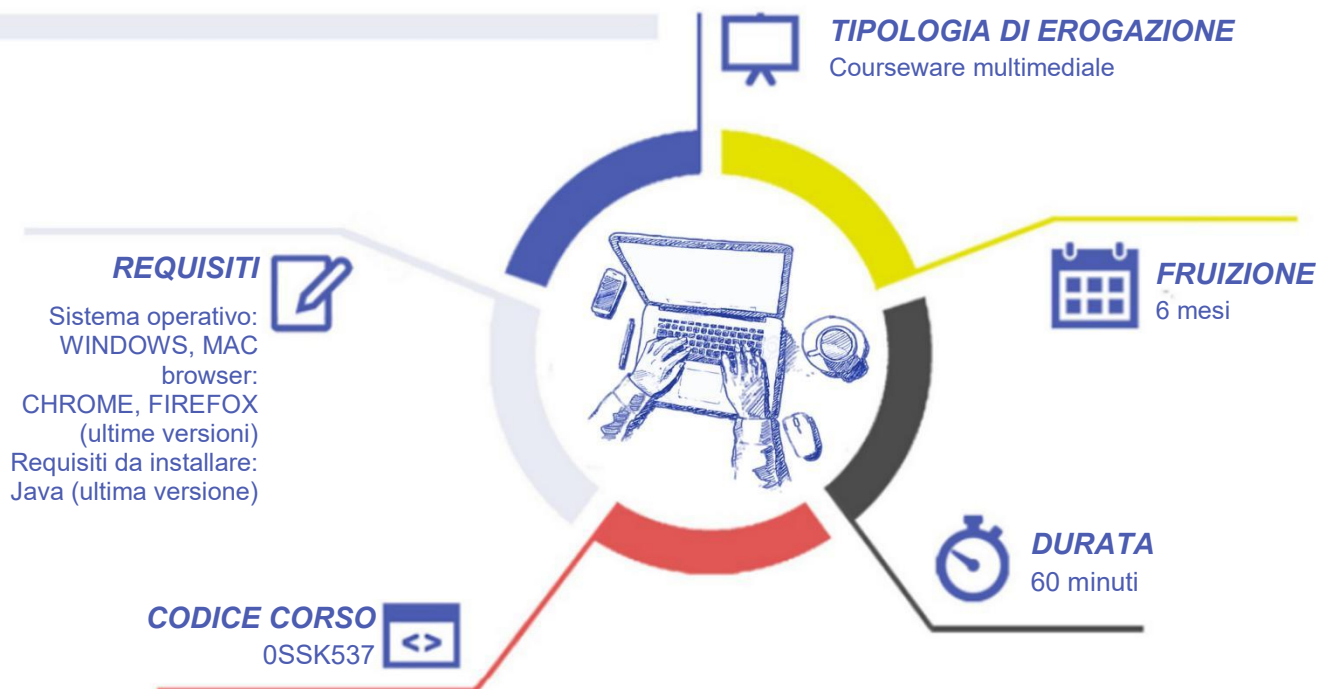 TIPOLOGIA DI EROGAZIONE
Courseware multimediale
REQUISITI
Sistema operativo:
WINDOWS, MAC
browser:
CHROME, FIREFOX
(ultime versioni)
Requisiti da installare:
Java (ultima versione)
FRUIZIONE
6 mesi
DURATA
60 minuti
CODICE CORSO
0SSK537